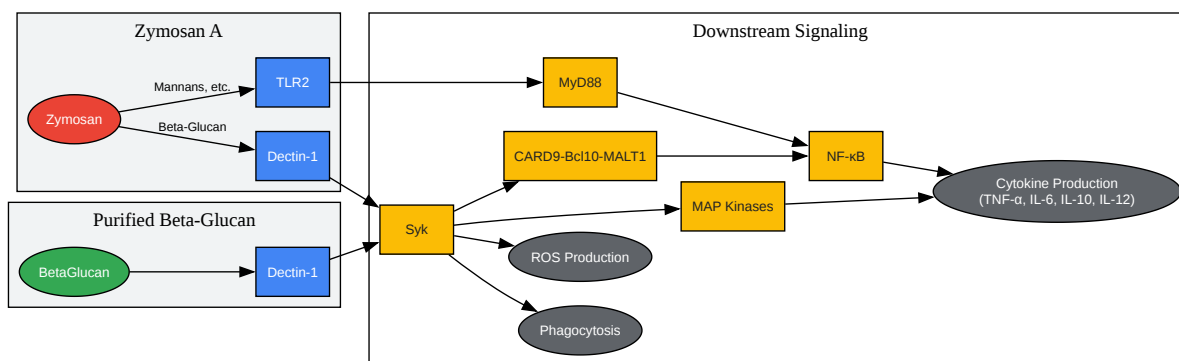 Zymosan A
Downstream Signaling
Mannans, etc.
TLR2
MyD88
Zymosan
Beta-Glucan
Dectin-1
CARD9-Bcl10-MALT1
NF-κB
Cytokine Production
(TNF-α, IL-6, IL-10, IL-12)
MAP Kinases
Purified Beta-Glucan
Syk
BetaGlucan
Dectin-1
ROS Production
Phagocytosis